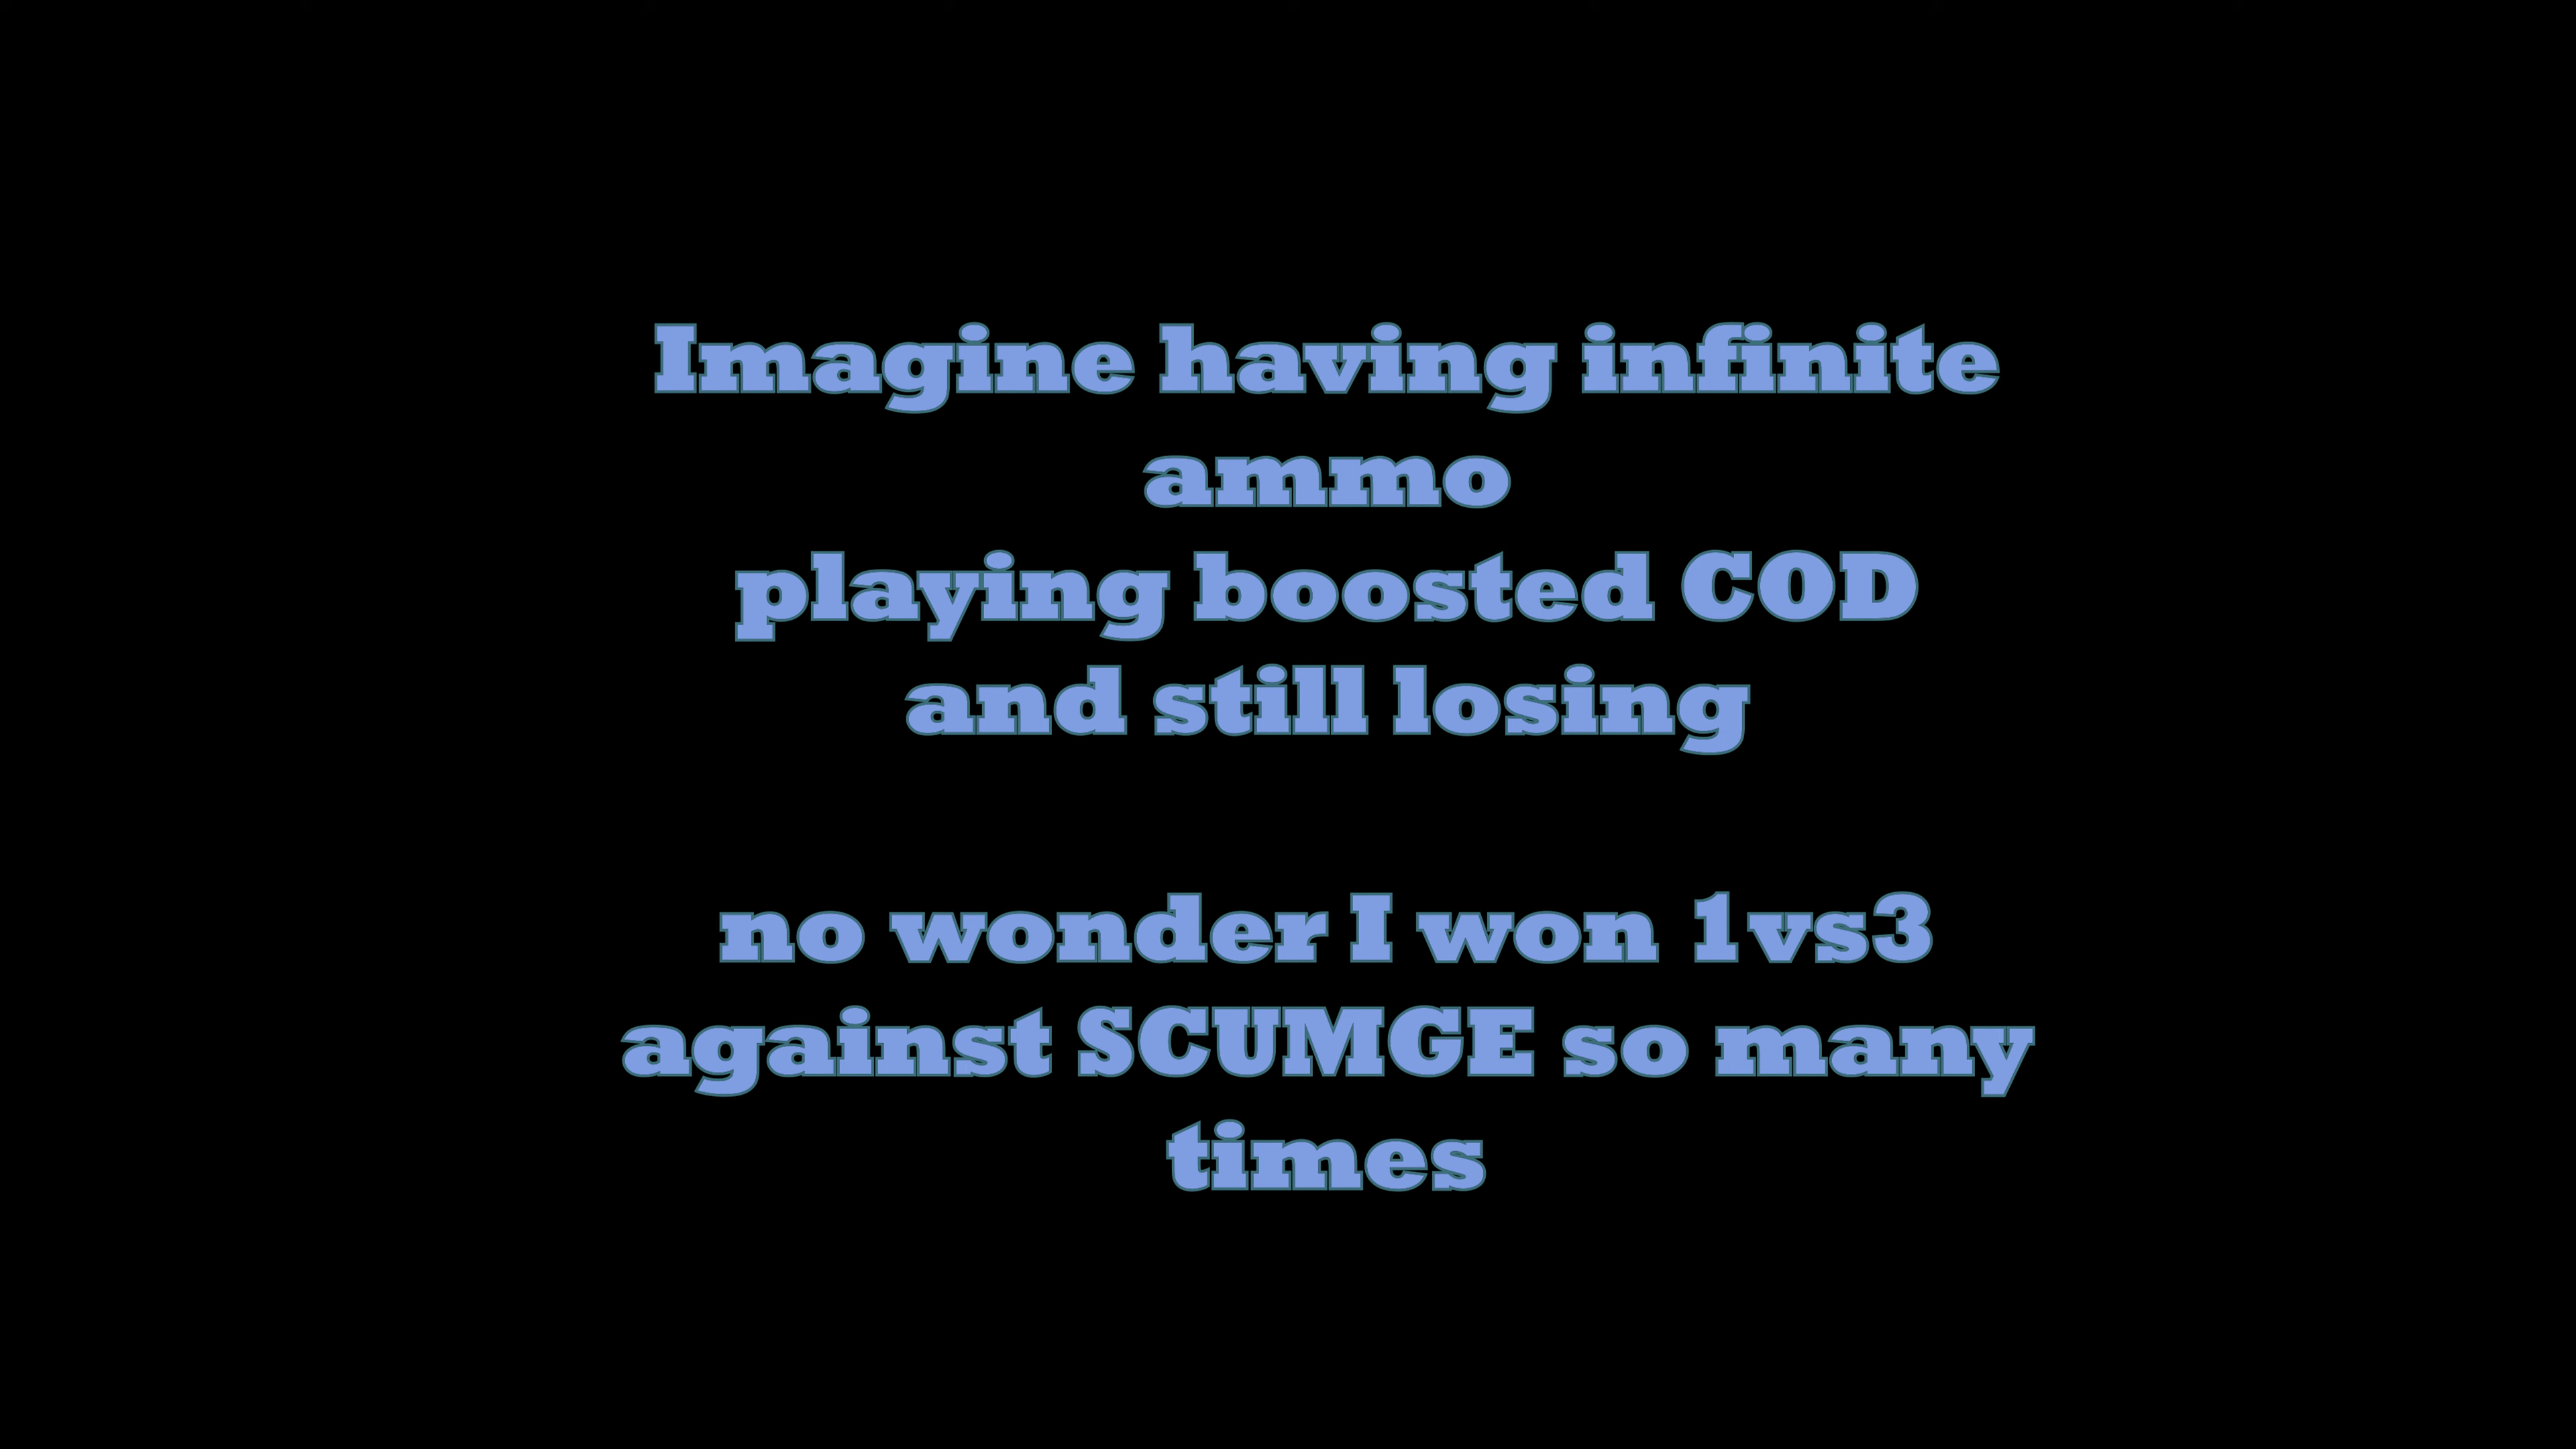 Imagine having infinite
ammo
playing boosted COD
and still losing
no wonder I won 1vs3
against SCUMGE so many
times